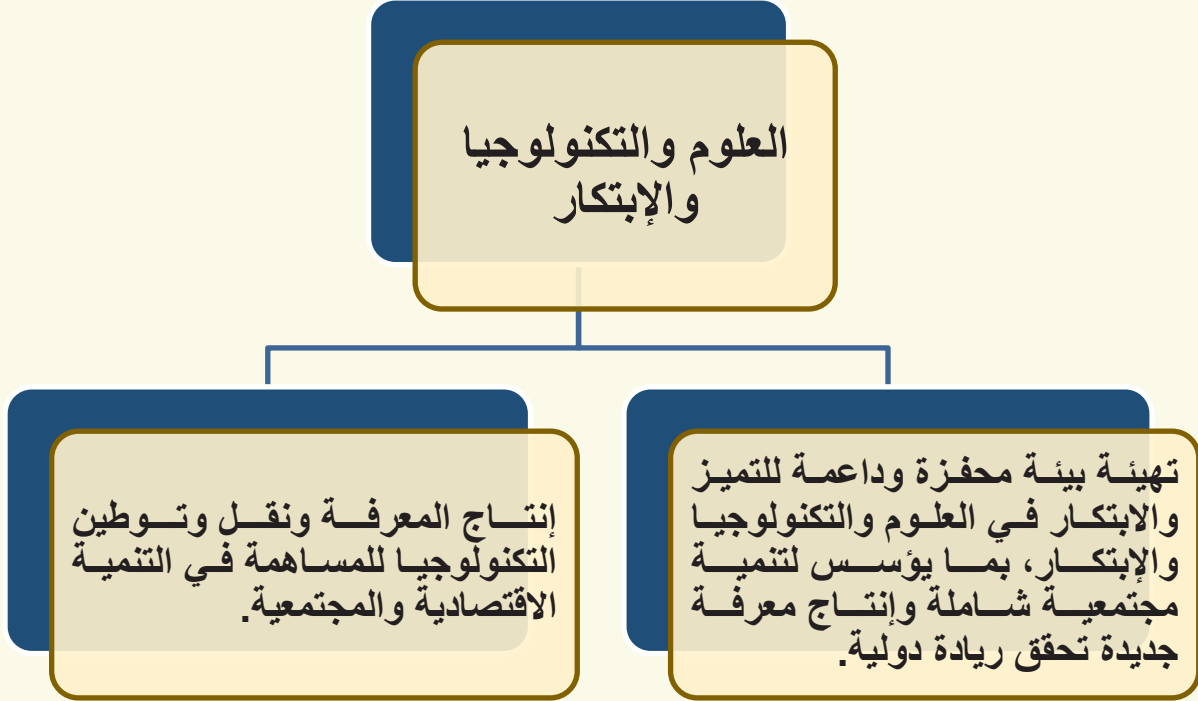 العلوم والتكنولوجيا
والإبتكار
تهيئة بيئة محفزة وداعمة للتميز
والابتكار في العلوم والتكنولوجيا
والإبتكار، بما يؤسس لتنمية
مجتمعية شاملة وإنتاج معرفة
جديدة تحقق ريادة دولية.
إنتاج المعرفة ونقل وتوطين
التكنولوجيا للمساهمة في التنمية
الاقتصادية والمجتمعية.